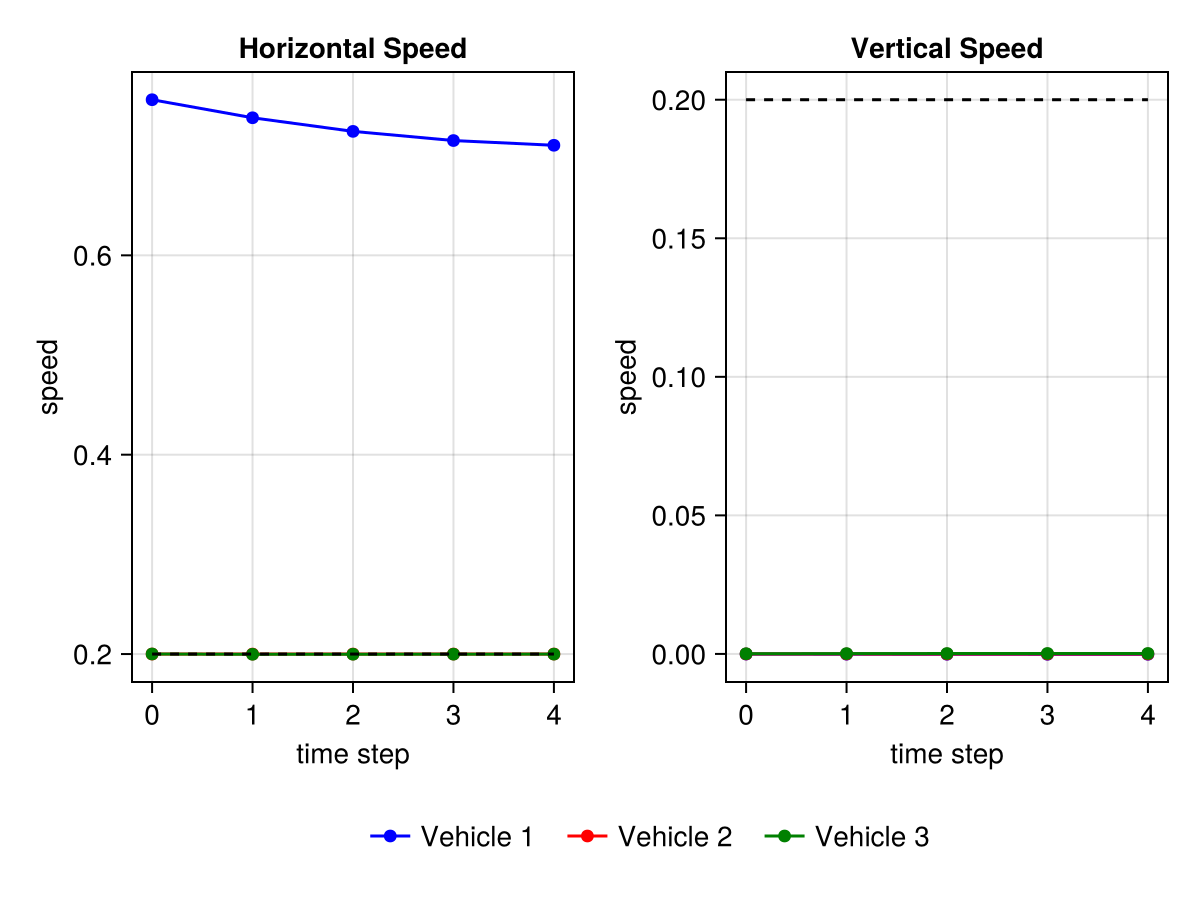 Horizontal Speed
speed
0.6
0.4
0.2
0 1 2 3 4
time step
Vertical Speed
speed
0.20
0.15
0.10
0.05
0.00
0 1 2 3 4
time step
Vehicle 1 Vehicle 2 Vehicle 3